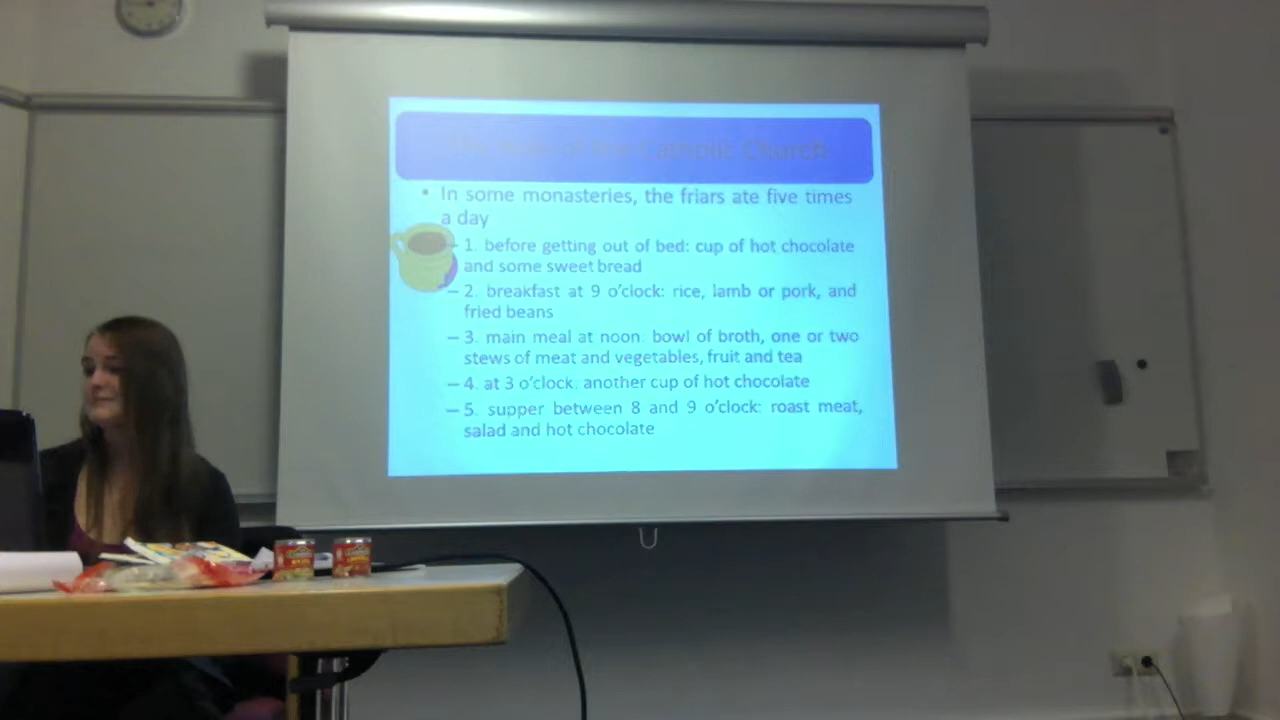 of the Catholic Church
• In some monasteries, the friars ate five times
a day
– 1. before getting out of bed: cup of hot chocolate
and some sweet bread
– 2. breakfast at 9 o'clock: rice, lamb or pork, and
fried beans
– 3. main meal at noon: bowl of broth, one or two
stews of meat and vegetables, fruit and tea
– 4. at 3 o'clock: another cup of hot chocolate
– 5. supper between 8 and 9 o'clock: roast meat,
salad and hot chocolate